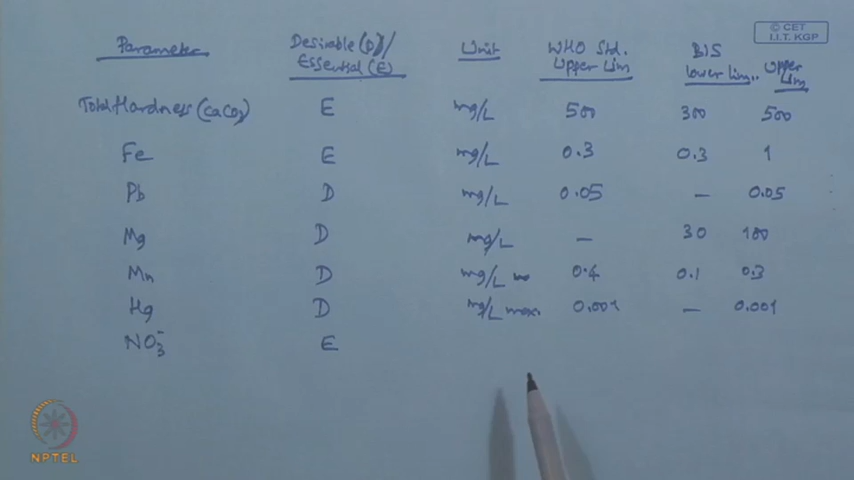 © CET
I.I.T. KGP
Parameter Desirable (D)/ Essential (E) Unit WHO Std. Upper Lim BIS lower lim.. Upper Lim
Total Hardness (CaCO3) E mg/L 500 300 500
Fe E mg/L 0.3 0.3 1
Pb D mg/L 0.05 – 0.05
Mg D mg/L – 30 100
Mn D mg/L 0.4 0.1 0.3
Hg D mg/L max. 0.001 – 0.001
NO3- E
NPTEL